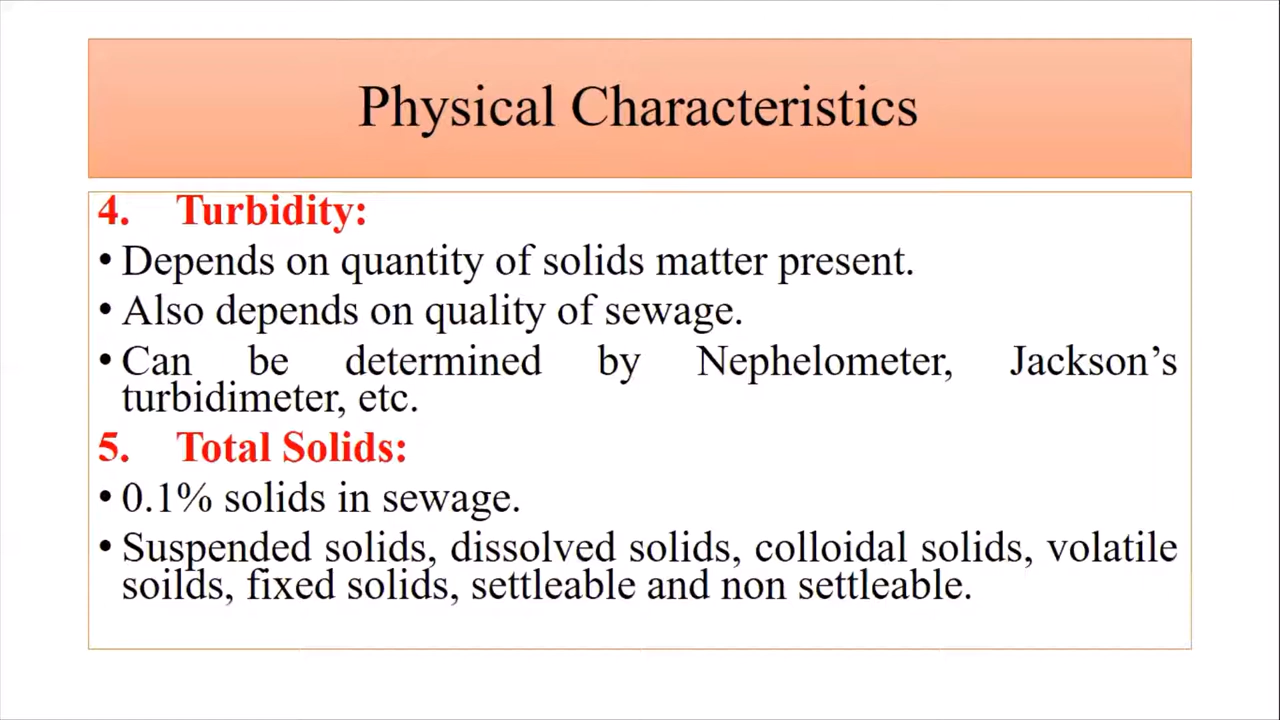 Physical Characteristics
4. Turbidity:
• Depends on quantity of solids matter present.
• Also depends on quality of sewage.
• Can be determined by Nephelometer, Jackson’s
turbidimeter, etc.
5. Total Solids:
• 0.1% solids in sewage.
• Suspended solids, dissolved solids, colloidal solids, volatile
soilds, fixed solids, settleable and non settleable.